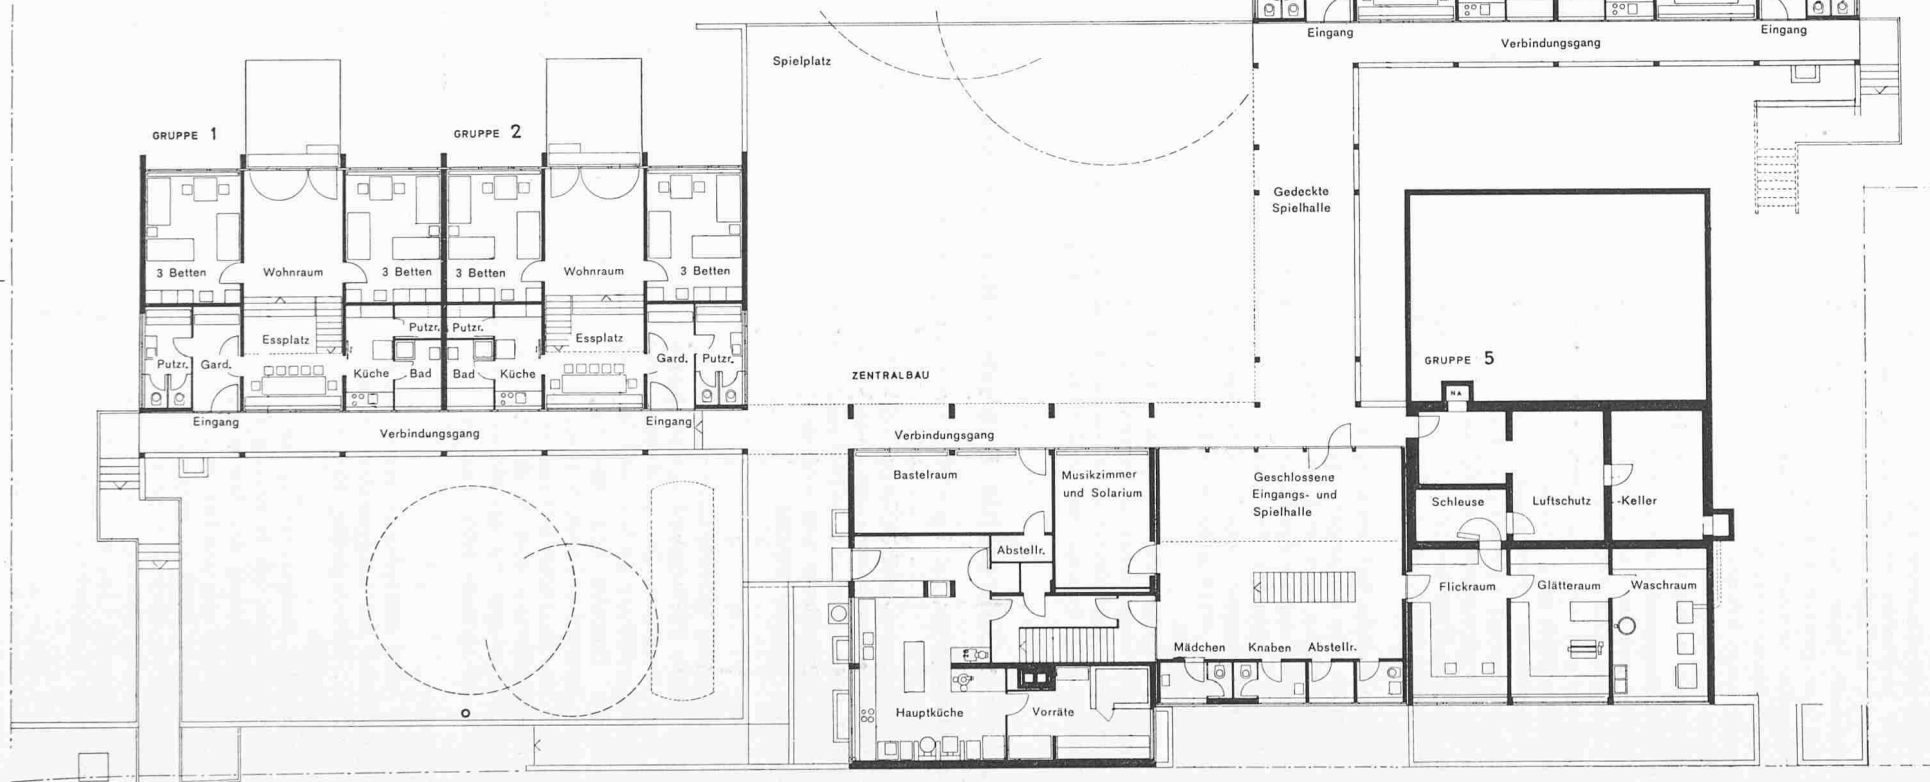 Eingang
Eingang
Verbindungsgang
Spielplatz
GRUPPE 1
GRUPPE 2
Gedeckte
Spielhalle
3 Betten
Wohnraum
3 Betten
3 Betten
Wohnraum
3 Betten
Putzr.
Putzr.
Essplatz
Essplatz
Putzr.
Gard.
Küche
Bad
Bad
Küche
Gard.
Putzr.
GRUPPE 5
ZENTRALBAU
NA
Eingang
Eingang
Verbindungsgang
Verbindungsgang
Bastelraum
Musikzimmer
und Solarium
Geschlossene
Eingangs- und
Spielhalle
Schleuse
Luftschutz
-Keller
Abstellr.
Flickraum
Glätteraum
Waschraum
Mädchen
Knaben
Abstellr.
Hauptküche
Vorräte